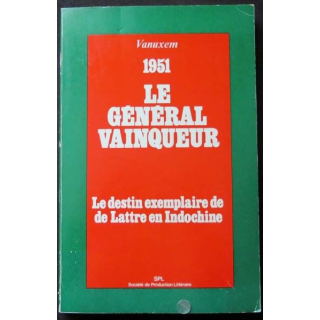 Vanuxem
1951
LE
GÉNÉRAL
VAINQUEUR
Le destin exemplaire de
de Lattre en Indochine
SPL
Société de Production Littéraire